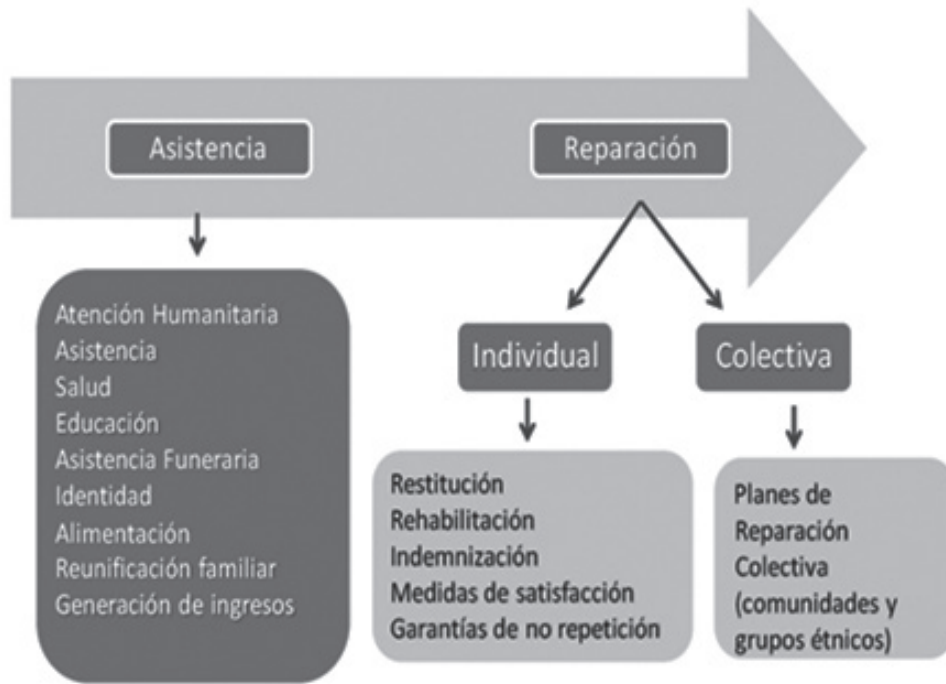 Asistencia
Reparación
Atención Humanitaria
Asistencia
Salud
Educación
Asistencia Funeraria
Identidad
Alimentación
Reunificación familiar
Generación de ingresos
Individual
Colectiva
Restitución
Rehabilitación
Indemnización
Medidas de satisfacción
Garantías de no repetición
Planes de
Reparación
Colectiva
(comunidades y
grupos étnicos)